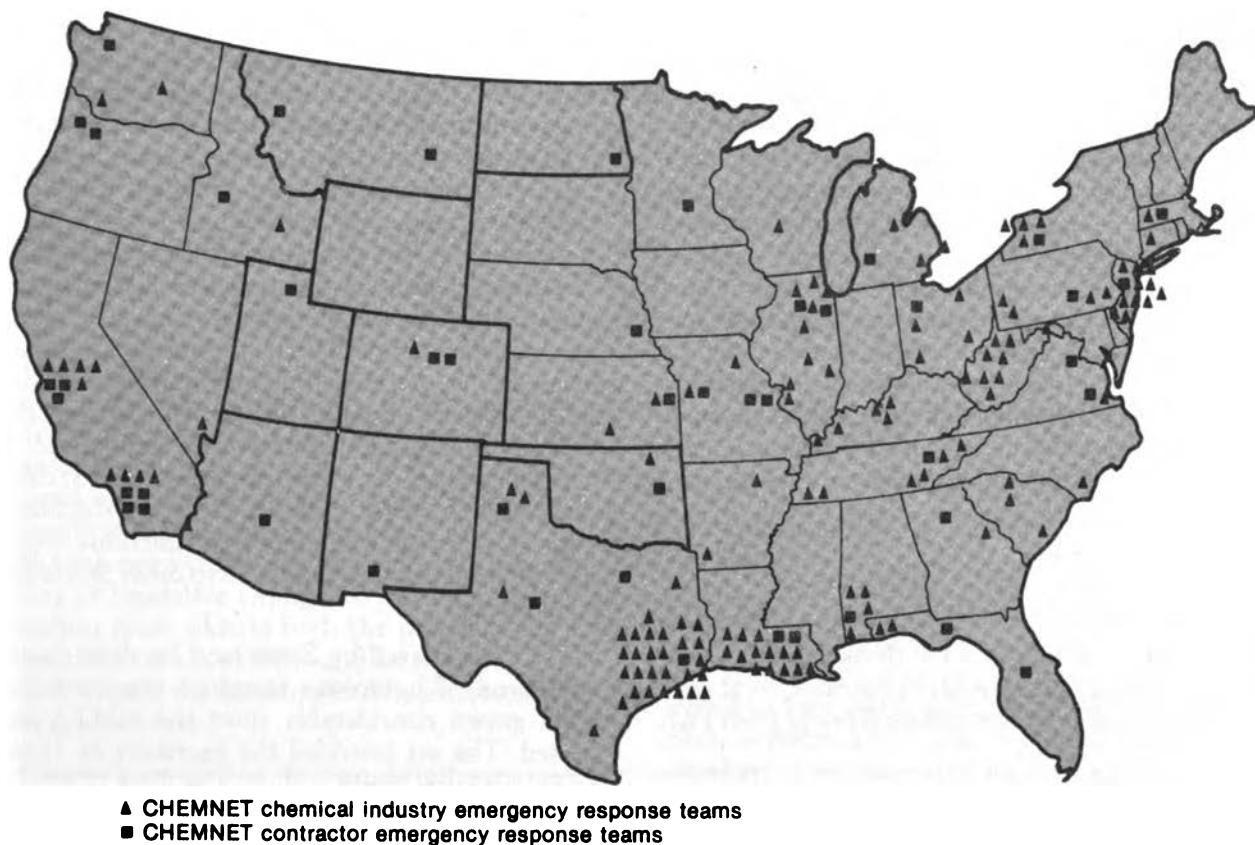 ▲ CHEMNET chemical industry emergency response teams
■ CHEMNET contractor emergency response teams